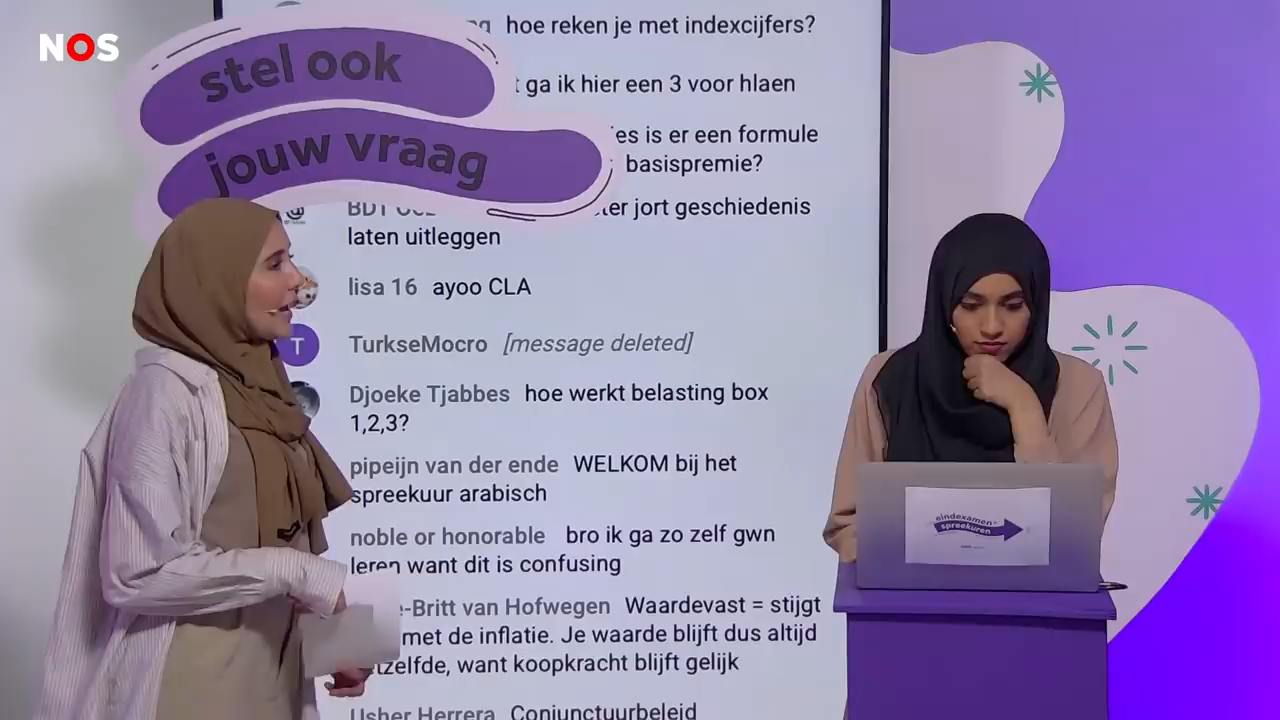 NOS
stel ook
jouw vraag
hoe reken je met indexcijfers?
ga ik hier een 3 voor hlaen
is er een formule
basispremie?
BDT
jort geschiedenis
laten uitleggen
lisa 16 ayoo CLA
T
TurkseMocro [message deleted]
Djoeke Tjabbes hoe werkt belasting box
1,2,3?
pipeijn van der ende WELKOM bij het
spreekuur arabisch
noble or honorable bro ik ga zo zelf gwn
leren want dit is confusing
-Britt van Hofwegen Waardevast = stijgt
met de inflatie. Je waarde blijft dus altijd
tzelfde, want koopkracht blijft gelijk
Usher Herrera Conjunctuurbeleid
eindexamen-
spreekuren